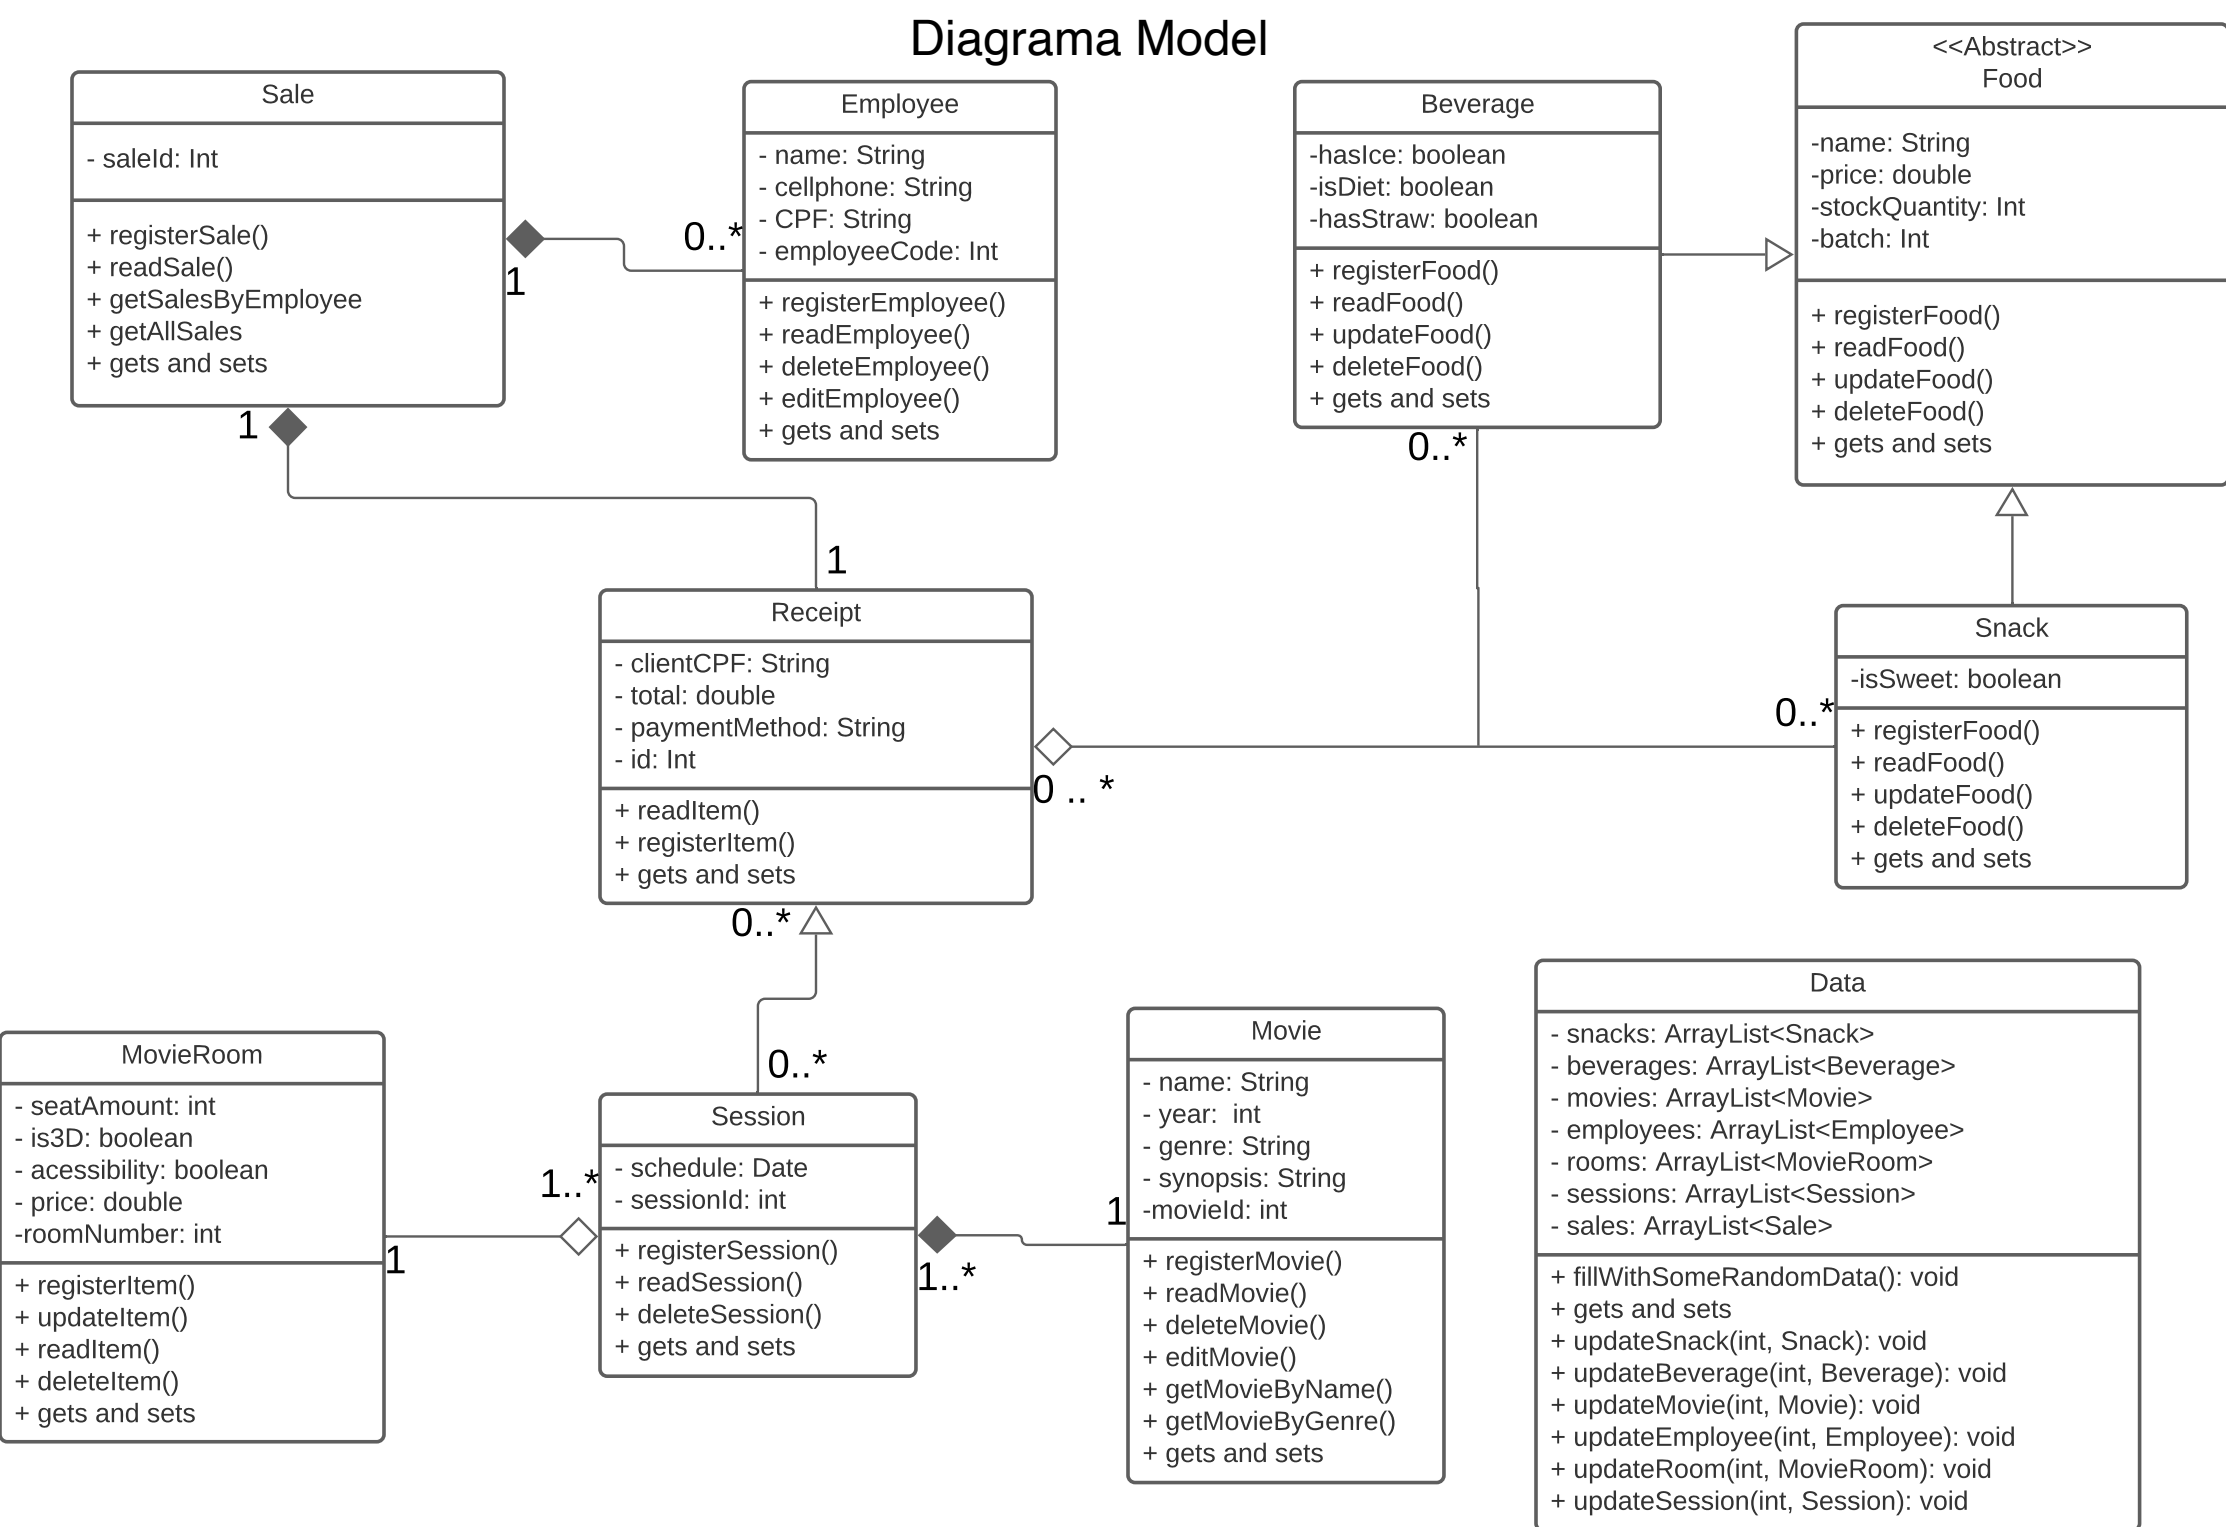 Diagrama Model
Sale
- saleId: Int
+ registerSale()
+ readSale()
+ getSalesByEmployee
+ getAllSales
+ gets and sets
1
0..*
1
Employee
- name: String
- cellphone: String
- CPF: String
- employeeCode: Int
+ registerEmployee()
+ readEmployee()
+ deleteEmployee()
+ editEmployee()
+ gets and sets
Beverage
-hasIce: boolean
-isDiet: boolean
-hasStraw: boolean
+ registerFood()
+ readFood()
+ updateFood()
+ deleteFood()
+ gets and sets
0..*
<<Abstract>>
Food
-name: String
-price: double
-stockQuantity: Int
-batch: Int
+ registerFood()
+ readFood()
+ updateFood()
+ deleteFood()
+ gets and sets
1
Receipt
- clientCPF: String
- total: double
- paymentMethod: String
- id: Int
+ readItem()
+ registerItem()
+ gets and sets
0 .. *
0..*
0..*
Snack
-isSweet: boolean
+ registerFood()
+ readFood()
+ updateFood()
+ deleteFood()
+ gets and sets
MovieRoom
- seatAmount: int
- is3D: boolean
- acessibility: boolean
- price: double
-roomNumber: int
+ registerItem()
+ updateItem()
+ readItem()
+ deleteItem()
+ gets and sets
1
1..*
0..*
Session
- schedule: Date
- sessionId: int
+ registerSession()
+ readSession()
+ deleteSession()
+ gets and sets
1..*
1
Movie
- name: String
- year:  int
- genre: String
- synopsis: String
-movieId: int
+ registerMovie()
+ readMovie()
+ deleteMovie()
+ editMovie()
+ getMovieByName()
+ getMovieByGenre()
+ gets and sets
Data
- snacks: ArrayList<Snack>
- beverages: ArrayList<Beverage>
- movies: ArrayList<Movie>
- employees: ArrayList<Employee>
- rooms: ArrayList<MovieRoom>
- sessions: ArrayList<Session>
- sales: ArrayList<Sale>
+ fillWithSomeRandomData(): void
+ gets and sets
+ updateSnack(int, Snack): void
+ updateBeverage(int, Beverage): void
+ updateMovie(int, Movie): void
+ updateEmployee(int, Employee): void
+ updateRoom(int, MovieRoom): void
+ updateSession(int, Session): void